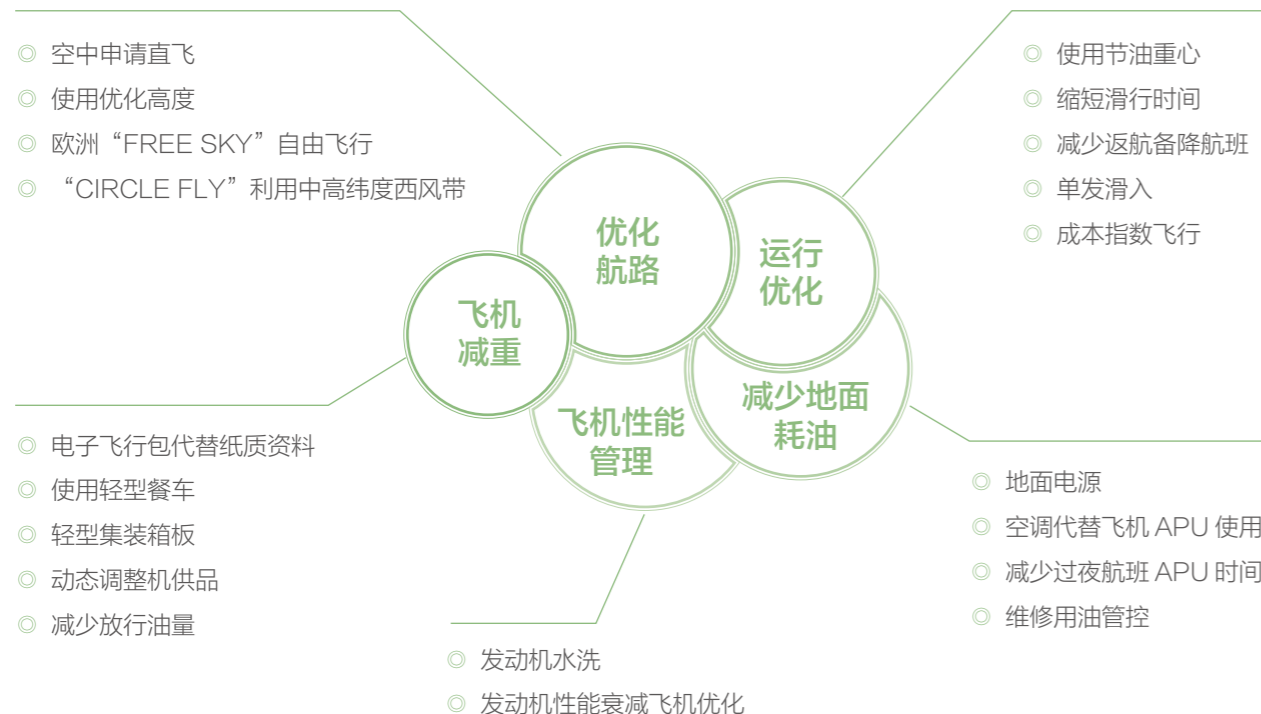 空中申请直飞
使用优化高度
欧洲“FREE SKY”自由飞行
“CIRCLE FLY”利用中高纬度西风带
使用节油重心
缩短滑行时间
减少返航备降航班
单发滑入
成本指数飞行
优化
航路
运行
优化
飞机
减重
飞机性能
管理
减少地面
耗油
电子飞行包代替纸质资料
使用轻型餐车
轻型集装箱板
动态调整机供品
减少放行油量
地面电源
空调代替飞机 APU 使用
减少过夜航班 APU 时间
维修用油管控
发动机水洗
发动机性能衰减飞机优化